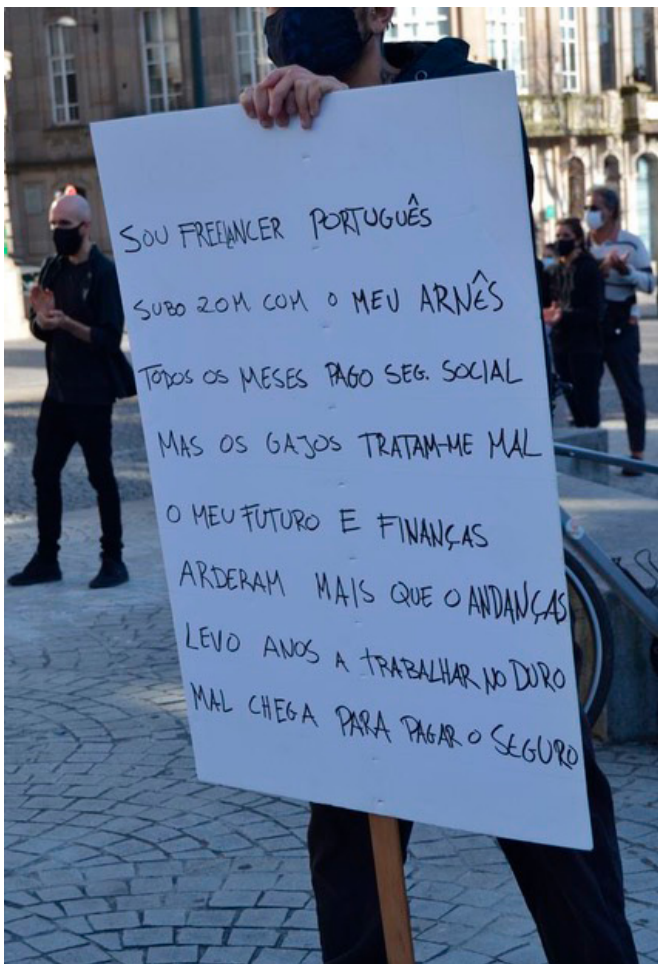 SOU FREELANCER PORTUGUÊS
SUBO 20M COM O MEU ARNÊS
TODOS OS MESES PAGO SEG. SOCIAL
MAS OS GAJOS TRATAM-ME MAL
O MEU FUTURO E FINANÇAS
ARDERAM MAIS QUE O ANDANÇAS
LEVO ANOS A TRABALHAR NO DURO
MAL CHEGA PARA PAGAR O SEGURO